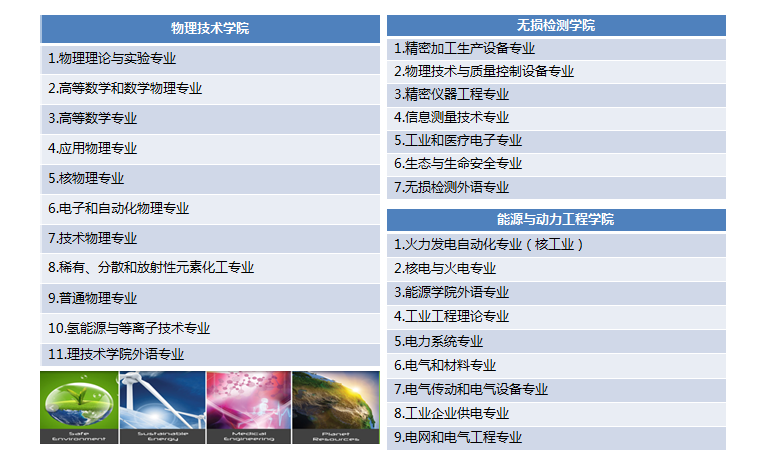 物理技术学院
1.物理理论与实验专业
2.高等数学和数学物理专业
3.高等数学专业
4.应用物理专业
5.核物理专业
6.电子和自动化物理专业
7.技术物理专业
8.稀有、分散和放射性元素化工专业
9.普通物理专业
10.氢能源与等离子技术专业
11.理技术学院外语专业
Safe
Environment
Sustainable
Energy
Medical
Engineering
Planet
Resources
无损检测学院
1.精密加工生产设备专业
2.物理技术与质量控制设备专业
3.精密仪器工程专业
4.信息测量技术专业
5.工业和医疗电子专业
6.生态与生命安全专业
7.无损检测外语专业
能源与动力工程学院
1.火力发电自动化专业（核工业）
2.核电与火电专业
3.能源学院外语专业
4.工业工程理论专业
5.电力系统专业
6.电气和材料专业
7.电气传动和电气设备专业
8.工业企业供电专业
9.电网和电气工程专业